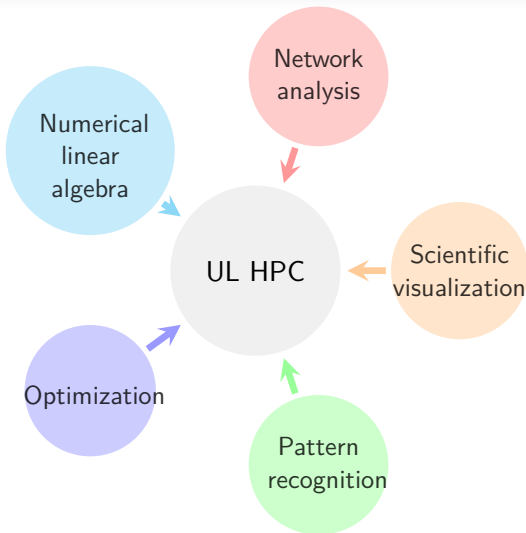 Network
analysis
Numerical
linear
algebra
UL HPC
Scientific
visualization
Optimization
Pattern
recognition